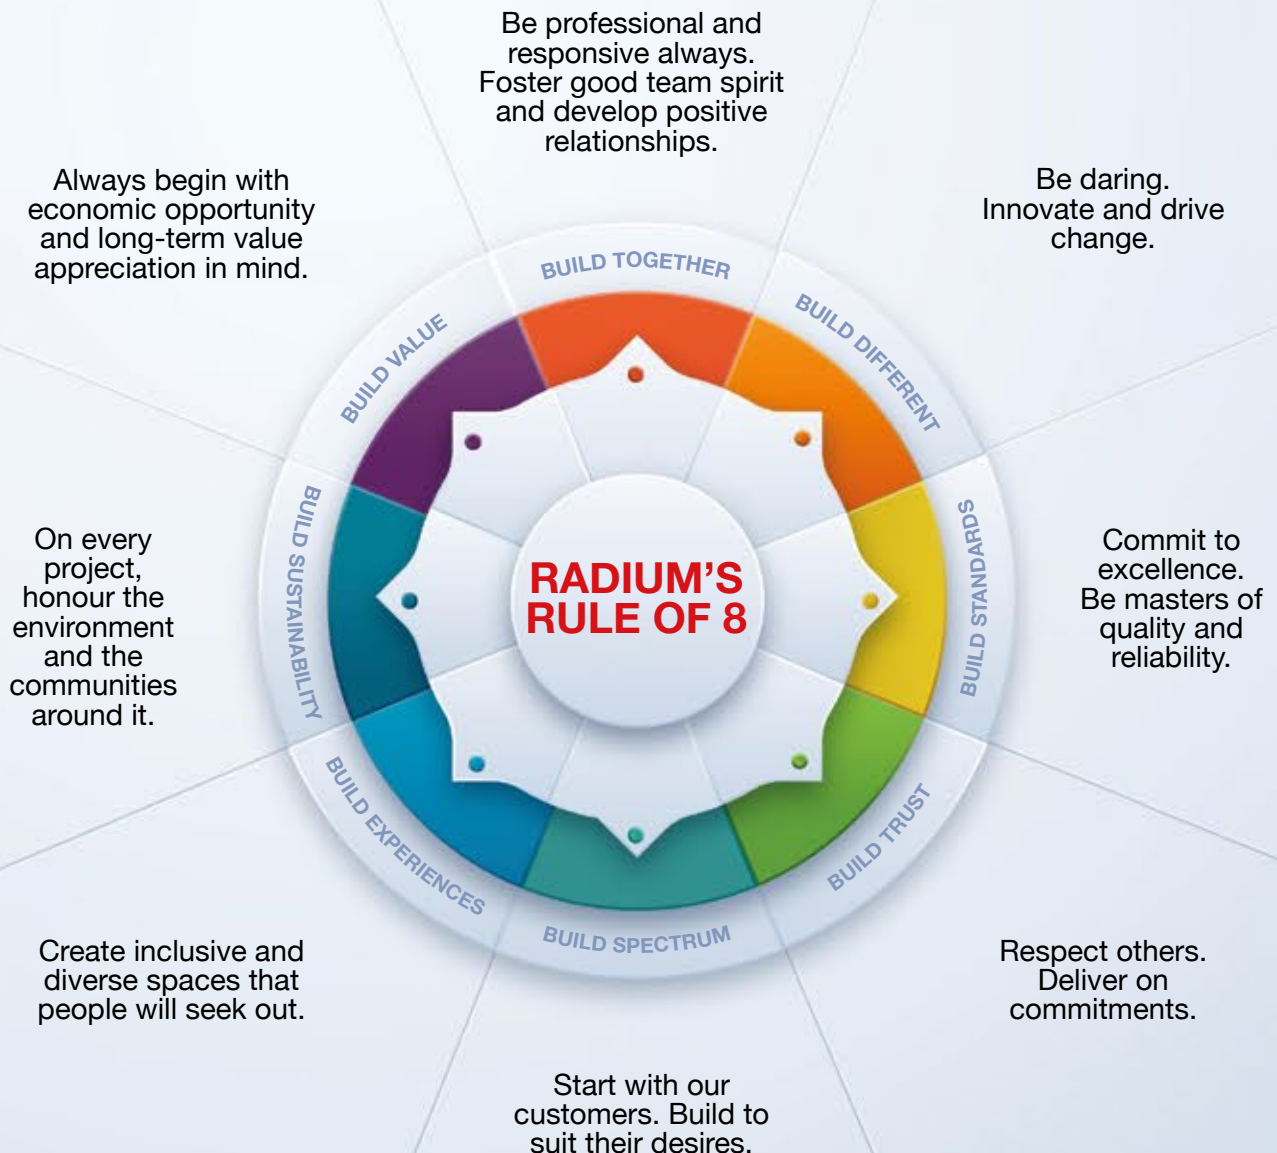 Be professional and
responsive always.
Foster good team spirit
and develop positive
relationships.
Always begin with
economic opportunity
and long-term value
appreciation in mind.
Be daring.
Innovate and drive
change.
BUILD TOGETHER
BUILD VALUE
BUILD DIFFERENT
On every
project,
honour the
environment
and the
communities
around it.
BUILD SUSTAINABILITY
RADIUM’S
RULE OF 8
BUILD STANDARDS
Commit to
excellence.
Be masters of
quality and
reliability.
BUILD EXPERIENCES
BUILD SPECTRUM
BUILD TRUST
Create inclusive and
diverse spaces that
people will seek out.
Respect others.
Deliver on
commitments.
Start with our
customers. Build to
suit their desires.